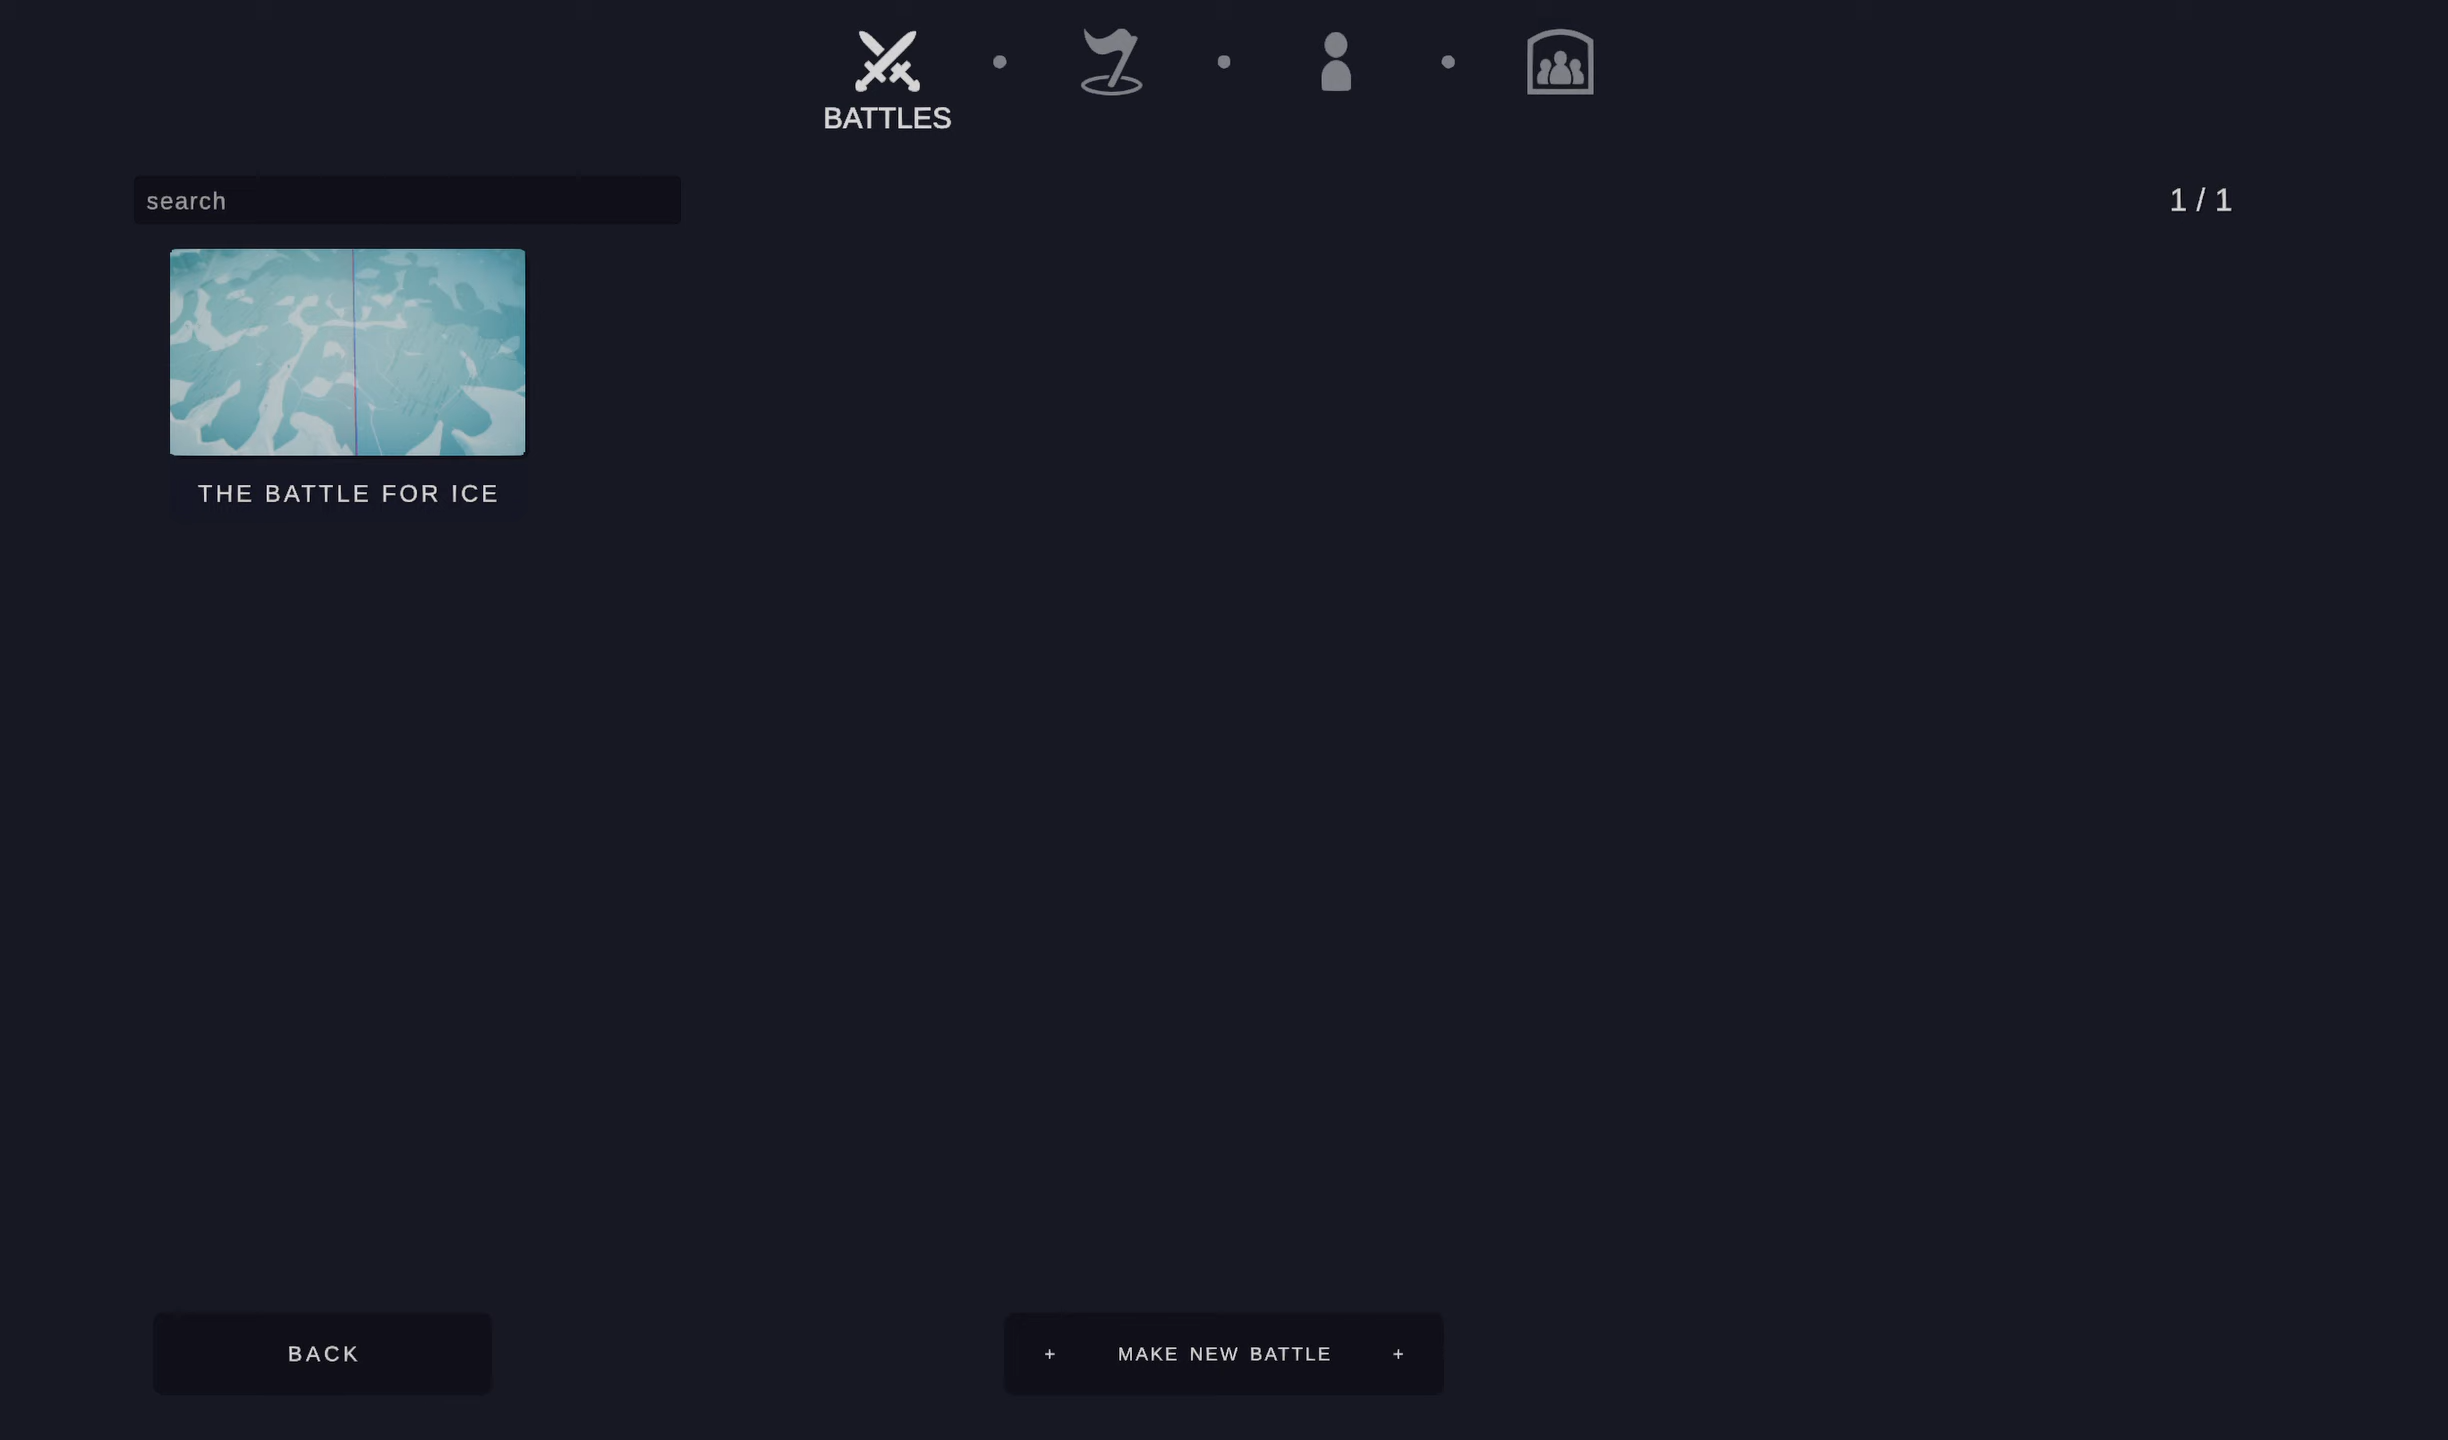 BATTLES
search
1 / 1
THE BATTLE FOR ICE
BACK
+ MAKE NEW BATTLE +